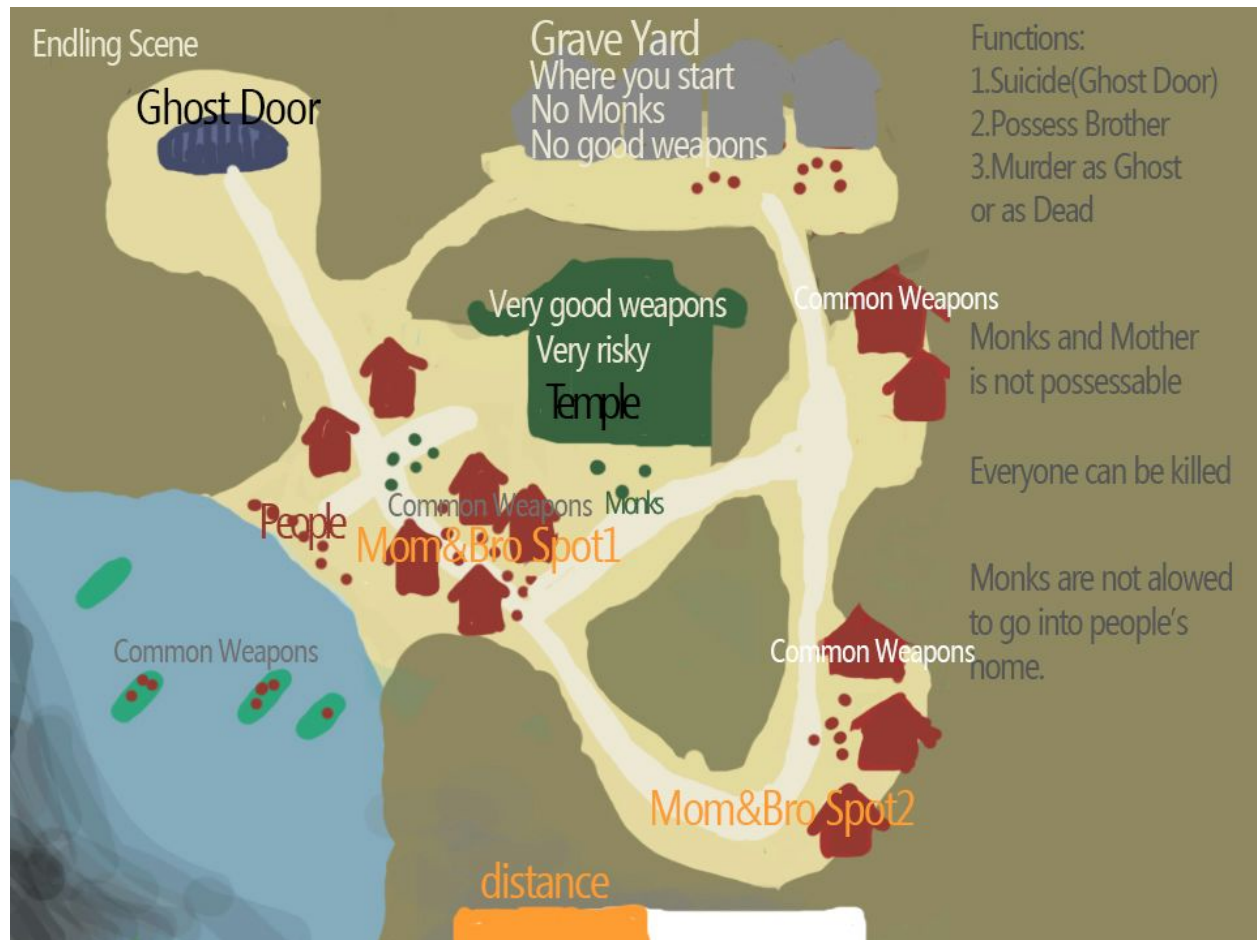 Endling Scene
Ghost Door
Grave Yard
Where you start
No Monks
No good weapons
Functions:
1.Suicide(Ghost Door)
2.Possess Brother
3.Murder as Ghost
or as Dead
Very good weapons
Very risky
Temple
Common Weapons
Monks and Mother
is not possessable
Everyone can be killed
People
Common Weapons
Monks
Mom&Bro Spot1
Monks are not alowed
to go into people's
home.
Common Weapons
Common Weapons
Mom&Bro Spot2
distance